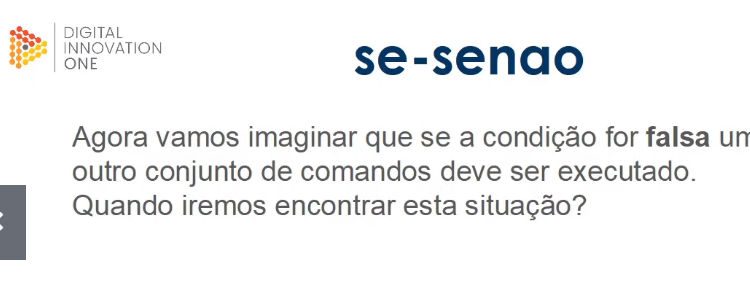 DIGITAL
INNOVATION
ONE
se-senao
Agora vamos imaginar que se a condição for falsa um
outro conjunto de comandos deve ser executado.
Quando iremos encontrar esta situação?